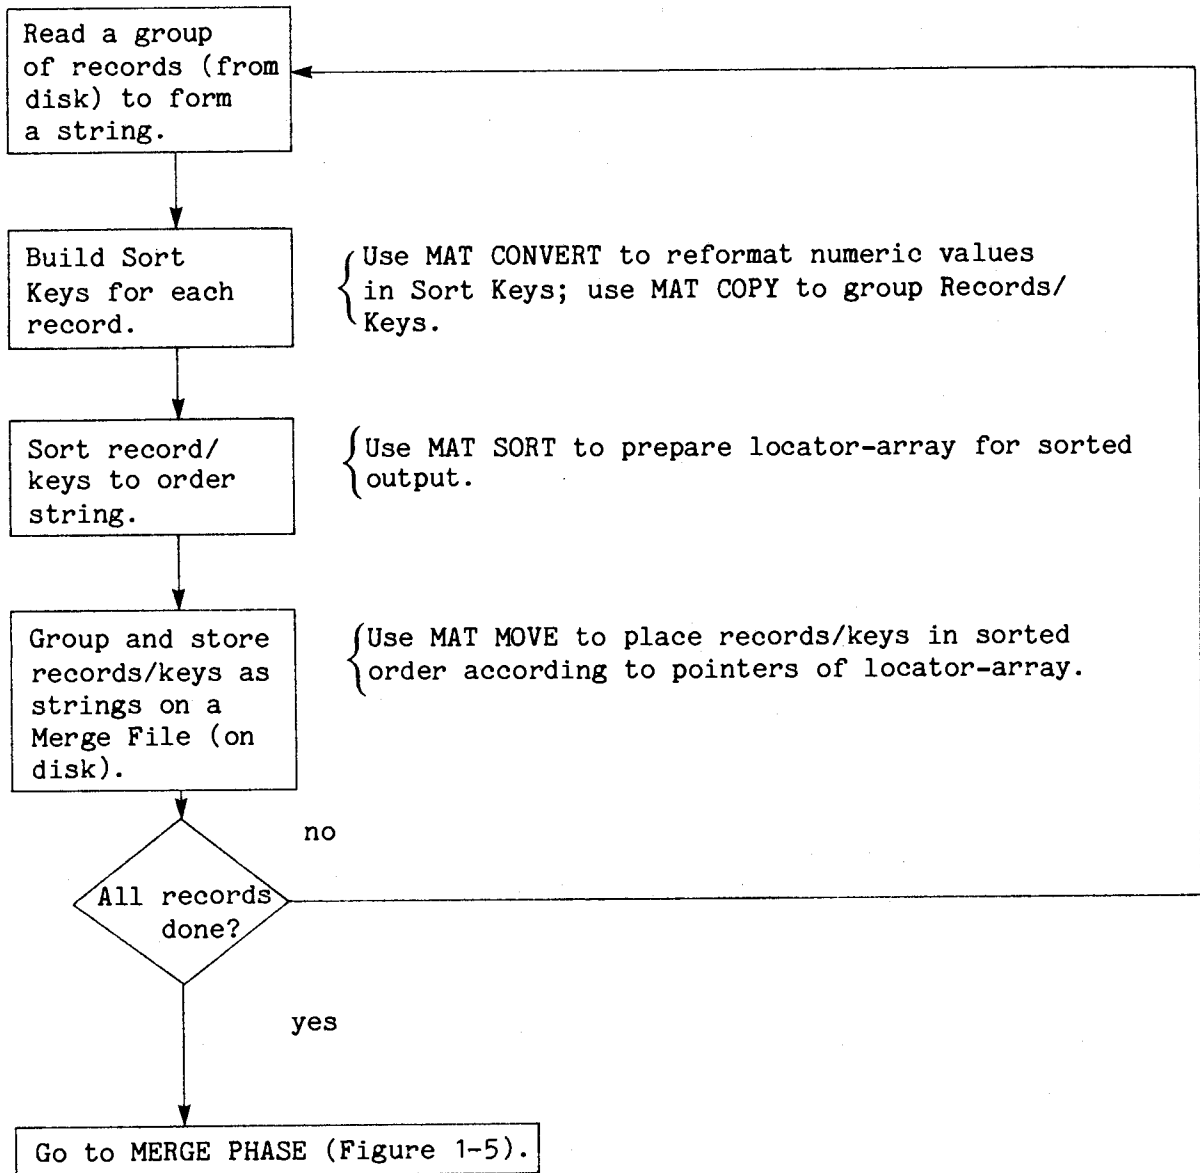 Read a group
of records (from
disk) to form
a string.
Build Sort
Keys for each
record.
Use MAT CONVERT to reformat numeric values
in Sort Keys; use MAT COPY to group Records/
Keys.
Sort record/
keys to order
string.
Use MAT SORT to prepare locator-array for sorted
output.
Group and store
records/keys as
strings on a
Merge File (on
disk).
Use MAT MOVE to place records/keys in sorted
order according to pointers of locator-array.
no
All records
done?
yes
Go to MERGE PHASE (Figure 1-5).